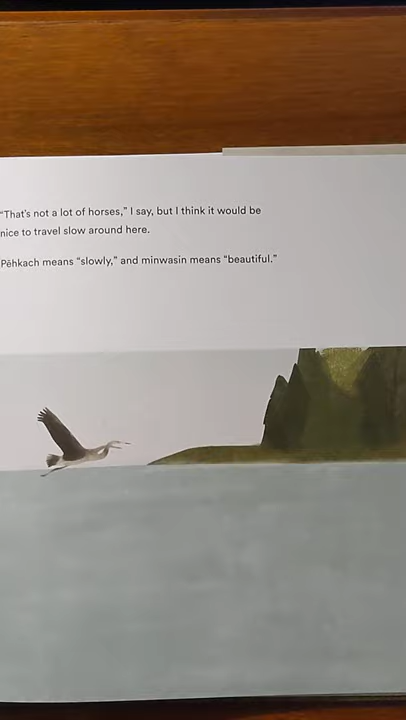 “That’s not a lot of horses,” I say, but I think it would be
nice to travel slow around here.
Pēhkach means “slowly,” and minwasin means “beautiful.”